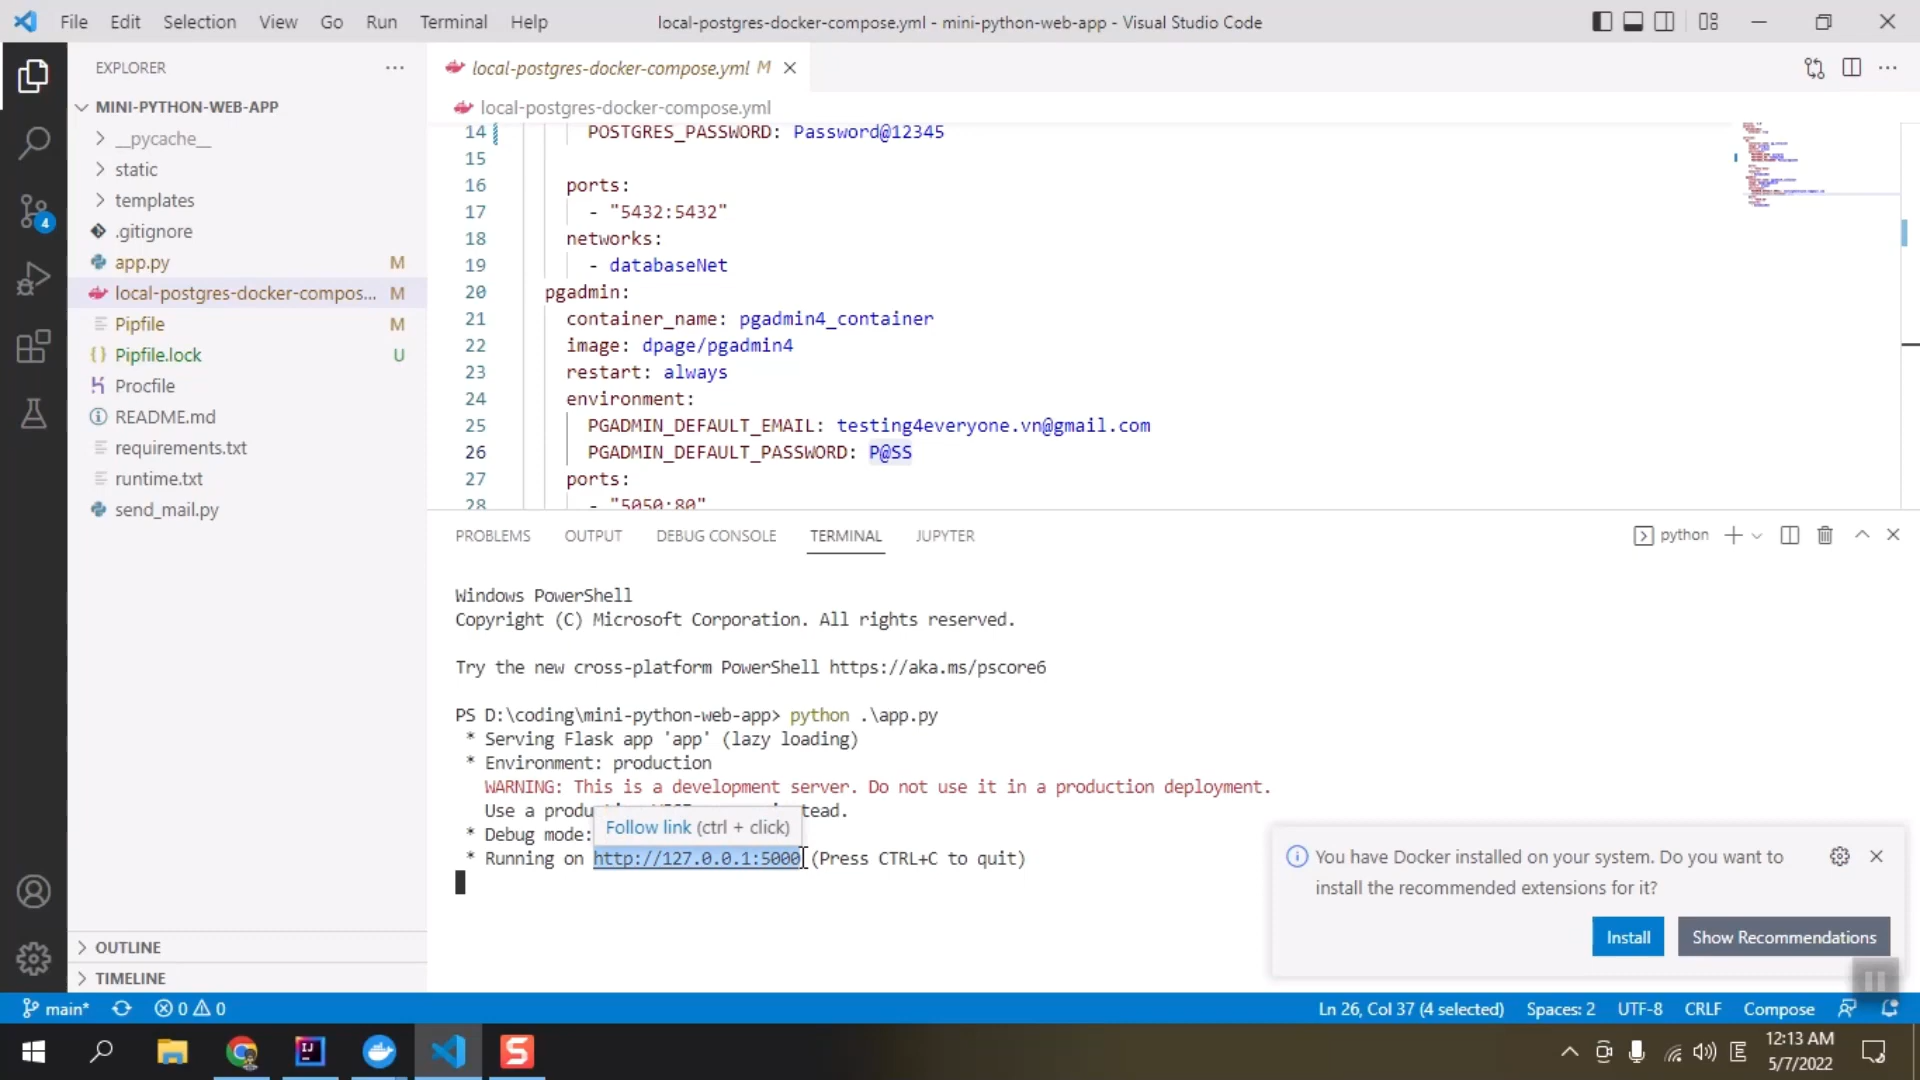 File Edit Selection View Go Run Terminal Help
local-postgres-docker-compose.yml - mini-python-web-app - Visual Studio Code
EXPLORER
MINI-PYTHON-WEB-APP
__pycache__
static
templates
.gitignore
app.py M
local-postgres-docker-compos... M
Pipfile M
Pipfile.lock U
Procfile
README.md
requirements.txt
runtime.txt
send_mail.py
OUTLINE
TIMELINE
4
local-postgres-docker-compose.yml M
local-postgres-docker-compose.yml
14 POSTGRES_PASSWORD: Password@12345
15
16 ports:
17 - "5432:5432"
18 networks:
19 - databaseNet
20 pgadmin:
21 container_name: pgadmin4_container
22 image: dpage/pgadmin4
23 restart: always
24 environment:
25 PGADMIN_DEFAULT_EMAIL: testing4everyone.vn@gmail.com
26 PGADMIN_DEFAULT_PASSWORD: P@SS
27 ports:
28 - "5050:80"
PROBLEMS OUTPUT DEBUG CONSOLE TERMINAL JUPYTER
python
Windows PowerShell
Copyright (C) Microsoft Corporation. All rights reserved.
Try the new cross-platform PowerShell https://aka.ms/pscore6
PS D:\coding\mini-python-web-app> python .\app.py
* Serving Flask app 'app' (lazy loading)
* Environment: production
WARNING: This is a development server. Do not use it in a production deployment.
Use a produ tead.
Follow link (ctrl + click)
* Debug mode:
* Running on http://127.0.0.1:5000 (Press CTRL+C to quit)
You have Docker installed on your system. Do you want to
install the recommended extensions for it?
Install Show Recommendations
main* 0 0
Ln 26, Col 37 (4 selected) Spaces: 2 UTF-8 CRLF Compose
12:13 AM
5/7/2022